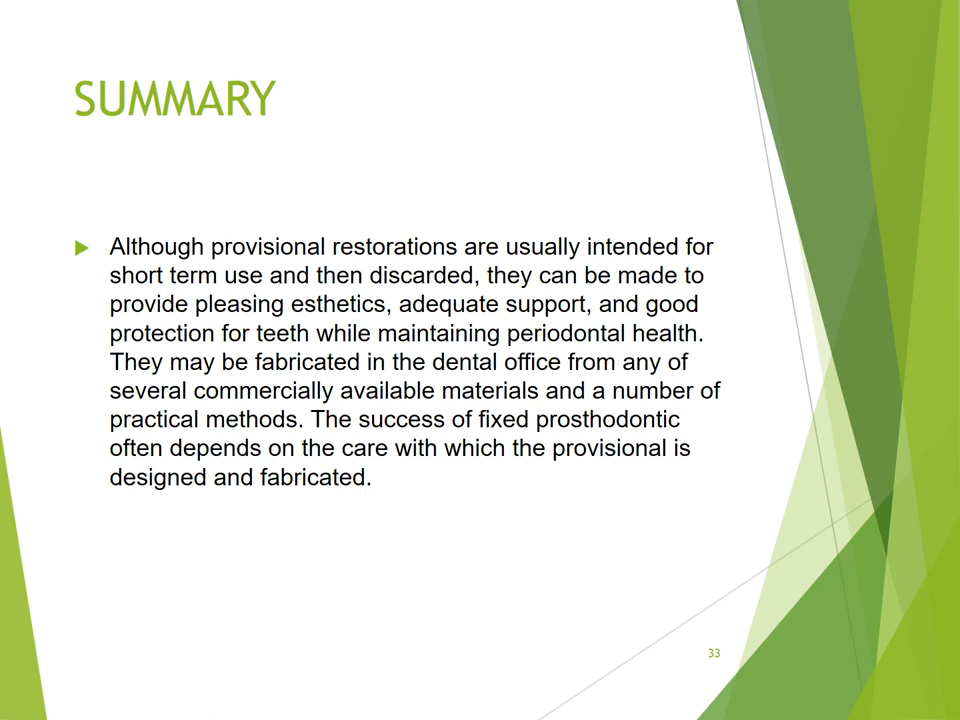 SUMMARY
Although provisional restorations are usually intended for
short term use and then discarded, they can be made to
provide pleasing esthetics, adequate support, and good
protection for teeth while maintaining periodontal health.
They may be fabricated in the dental office from any of
several commercially available materials and a number of
practical methods. The success of fixed prosthodontic
often depends on the care with which the provisional is
designed and fabricated.
33